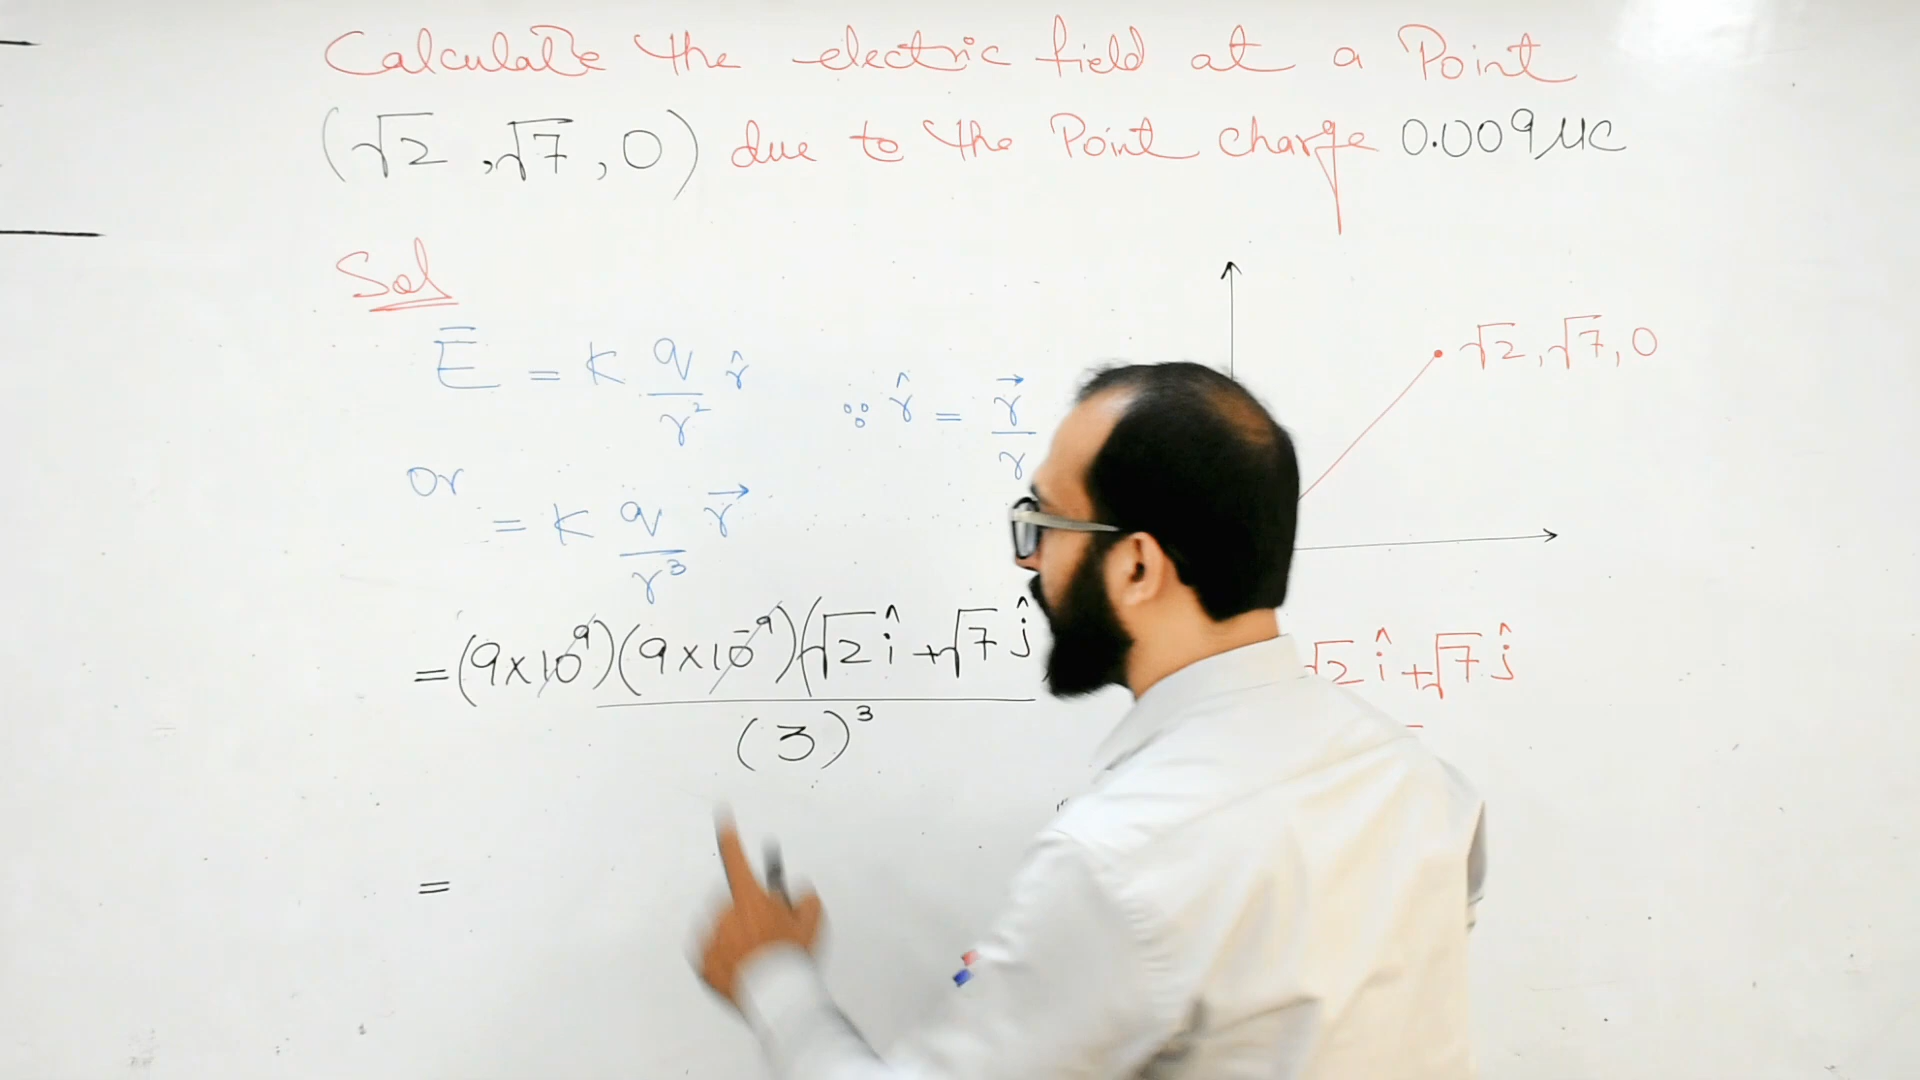 Calculate the electric field at a Point
(√2, √7, 0) due to the Point charge 0.009 μC
Sol
E̅ = K q/r² r̂ ∵ r̂ = r⃗/r
√2, √7, 0
or
= K q/r³ r⃗
= (9×10⁹)(9×10⁻⁹)(√2 î + √7 ĵ / (3)³
√2 î + √7 ĵ
=